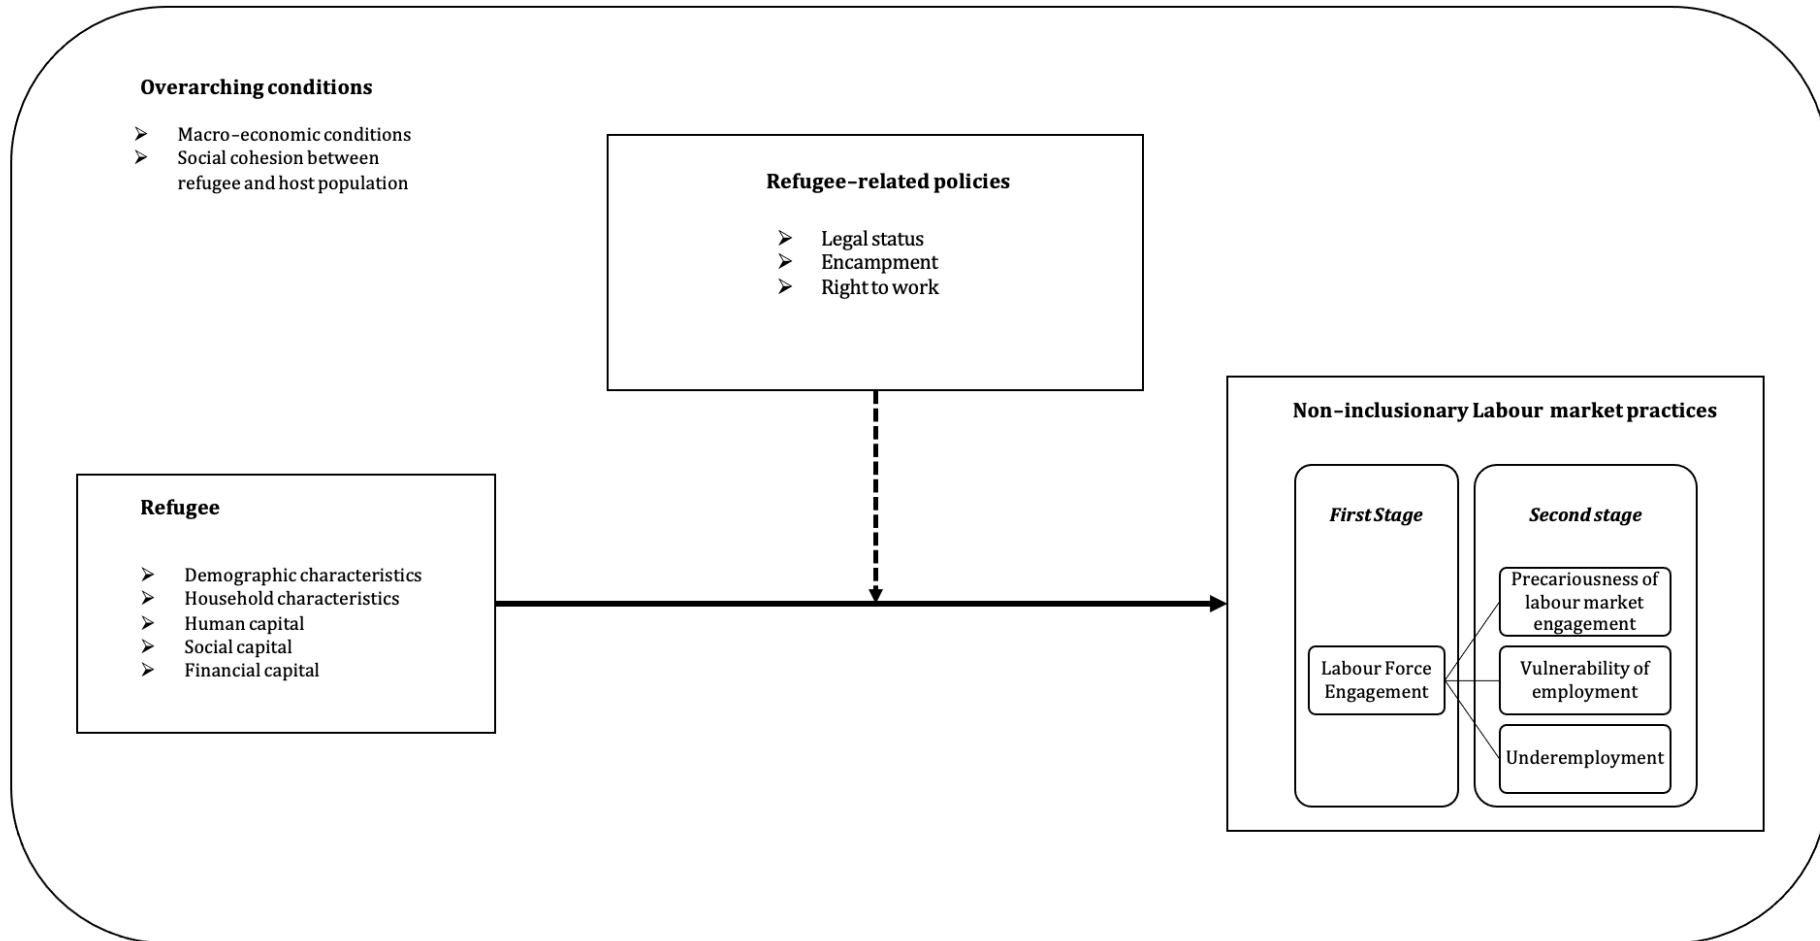 Overarching conditions
Macro-economic conditions
Social cohesion between
refugee and host population
Refugee-related policies
Legal status
Encampment
Right to work
Refugee
Demographic characteristics
Household characteristics
Human capital
Social capital
Financial capital
Non-inclusionary Labour market practices
First Stage
Labour Force
Engagement
Second stage
Precariousness of
labour market
engagement
Vulnerability of
employment
Underemployment